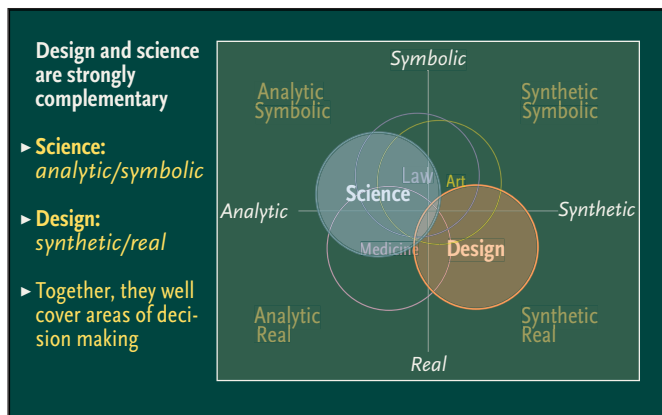 Design and science
are strongly
complementary
► Science:
analytic/symbolic
► Design:
synthetic/real
► Together, they well
cover areas of deci-
sion making
Symbolic
Analytic
Symbolic
Synthetic
Symbolic
Law
Art
Science
Analytic
Synthetic
Medicine
Design
Analytic
Real
Synthetic
Real
Real